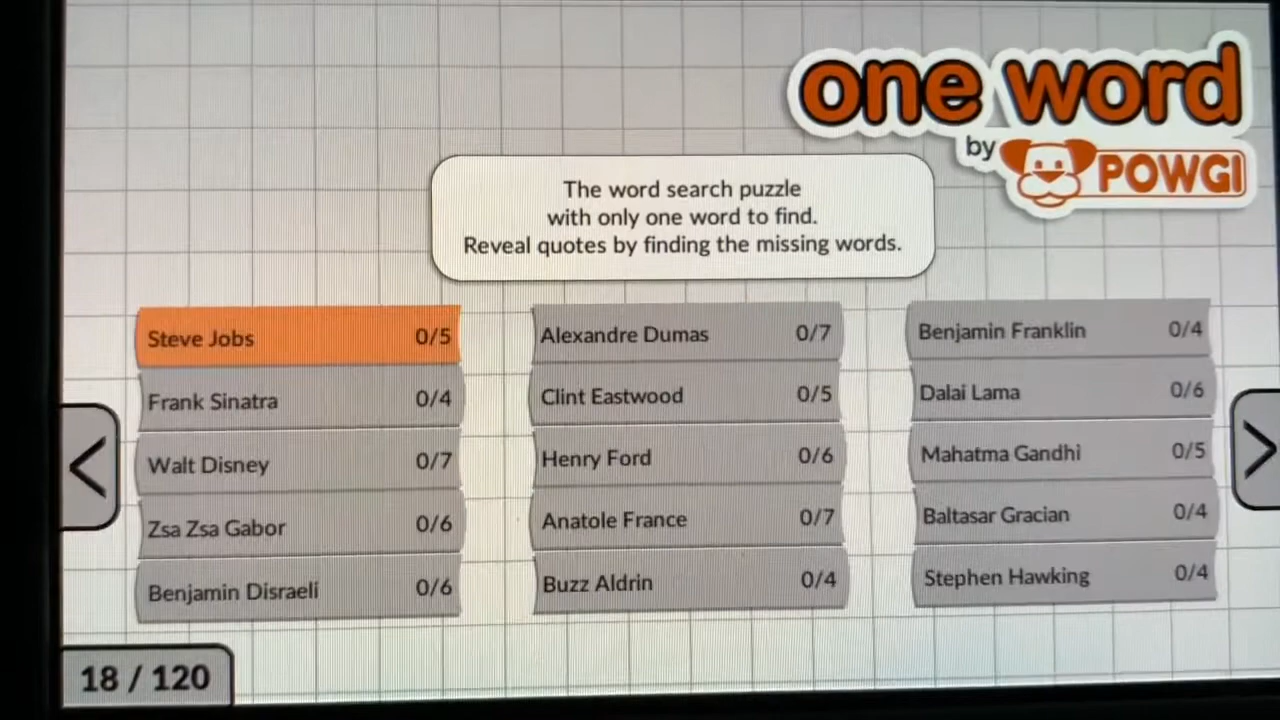 one word
by POWGI
The word search puzzle
with only one word to find.
Reveal quotes by finding the missing words.
Steve Jobs 0/5
Frank Sinatra 0/4
Walt Disney 0/7
Zsa Zsa Gabor 0/6
Benjamin Disraeli 0/6
Alexandre Dumas 0/7
Clint Eastwood 0/5
Henry Ford 0/6
Anatole France 0/7
Buzz Aldrin 0/4
Benjamin Franklin 0/4
Dalai Lama 0/6
Mahatma Gandhi 0/5
Baltasar Gracian 0/4
Stephen Hawking 0/4
18 / 120